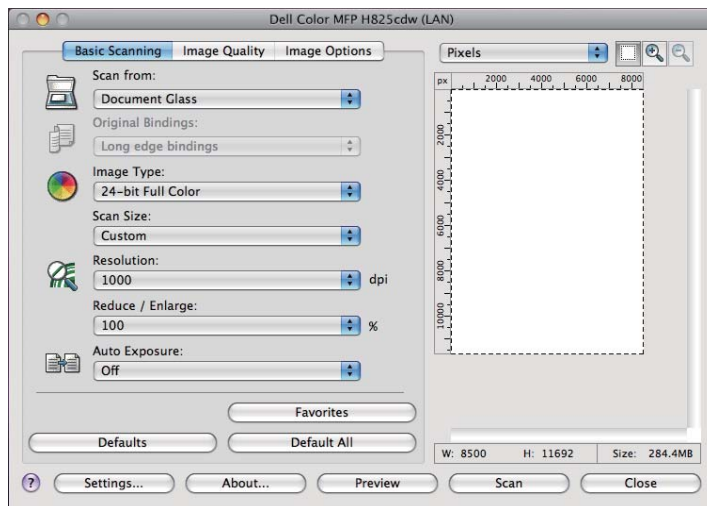 Dell Color MFP H825cdw (LAN)
Basic Scanning Image Quality Image Options
Scan from:
Document Glass
Original Bindings:
Long edge bindings
Image Type:
24-bit Full Color
Scan Size:
Custom
Resolution:
1000 dpi
Reduce / Enlarge:
100 %
Auto Exposure:
Off
Favorites
Defaults Default All
Pixels
px 2000 4000 6000 8000
2000
4000
6000
8000
10000
W: 8500 H: 11692 Size: 284.4MB
? Settings... About... Preview Scan Close